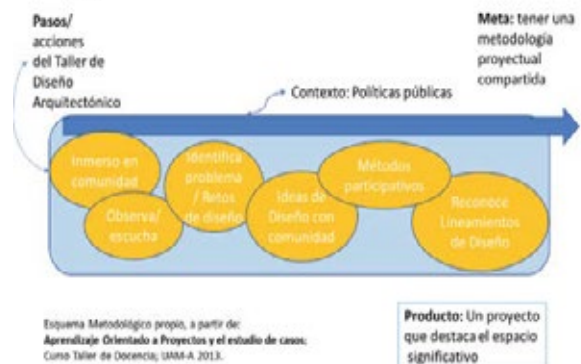 Pasos/
acciones
del Taller de
Diseño
Arquitectónico
Meta: tener una
metodología
proyectual
compartida
Contexto: Políticas públicas
Inmerso en
comunidad
Observa/
escucha
Identifica
problema
/ Retos
de diseño
Ideas de
Diseño con
comunidad
Métodos
participativos
Reconoce
Lineamientos
de Diseño
Esquema Metodológico propio, a partir de:
Aprendizaje Orientado a Proyectos y el estudio de casos;
Curso Taller de Docencia; UAM-A 2013.
Producto: Un proyecto
que destaca el espacio
significativo